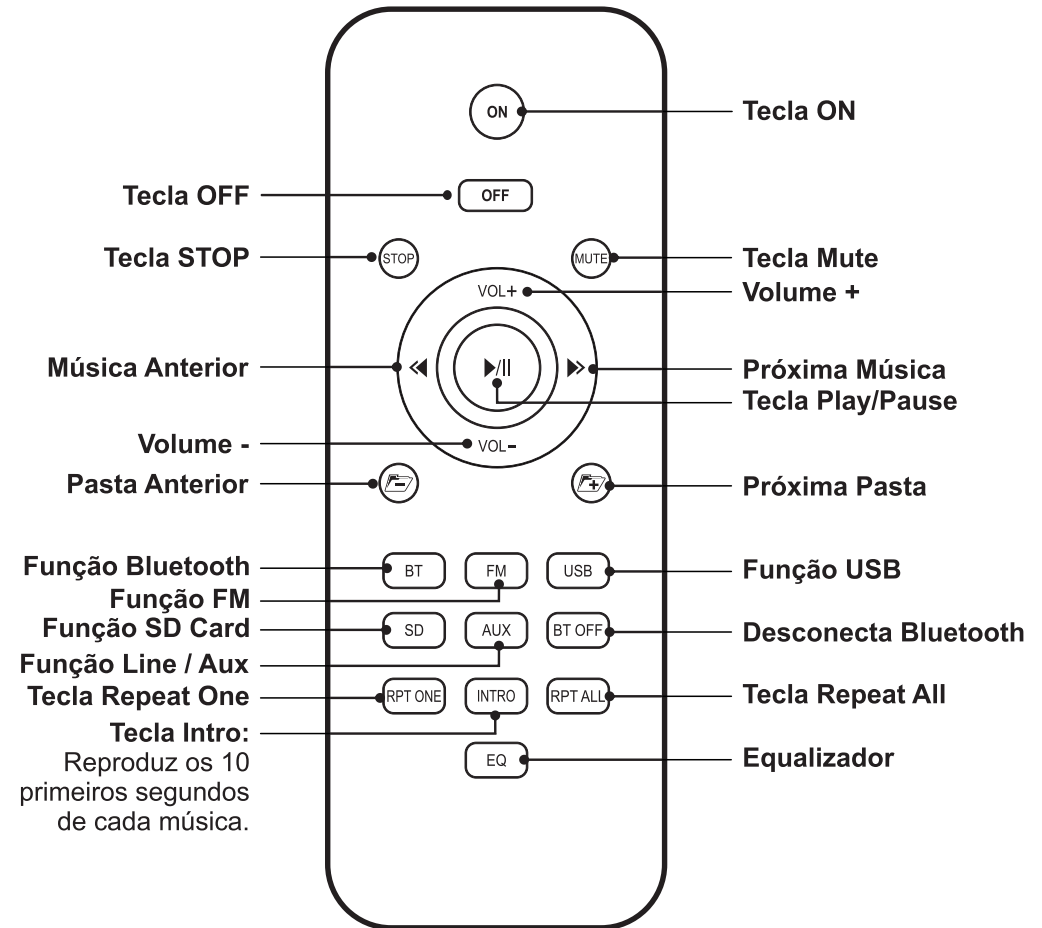 ON
Tecla ON
Tecla OFF
OFF
Tecla STOP
STOP
MUTE
Tecla Mute
VOL+
Volume +
Música Anterior
/II
Próxima Música
Tecla Play/Pause
Volume -
VOL-
Pasta Anterior
Próxima Pasta
Função Bluetooth
BT
FM
USB
Função USB
Função FM
Função SD Card
SD
AUX
BT OFF
Desconecta Bluetooth
Função Line / Aux
Tecla Repeat One
RPT ONE
INTRO
RPT ALL
Tecla Repeat All
Tecla Intro:
Reproduz os 10
primeiros segundos
de cada música.
EQ
Equalizador